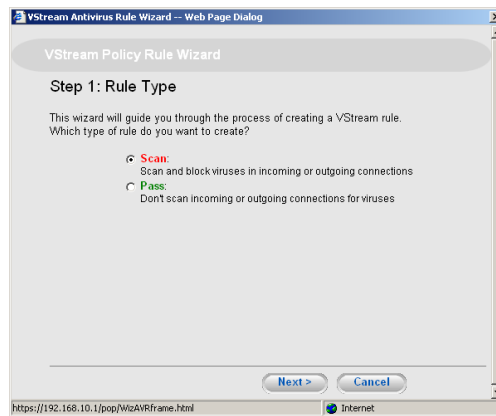 VStream Antivirus Rule Wizard -- Web Page Dialog
VStream Policy Rule Wizard
Step 1: Rule Type
This wizard will guide you through the process of creating a VStream rule.
Which type of rule do you want to create?
Scan:
Scan and block viruses in incoming or outgoing connections
Pass:
Don't scan incoming or outgoing connections for viruses
Next >
Cancel
https://192.168.10.1/pop/WizAVRframe.html
Internet